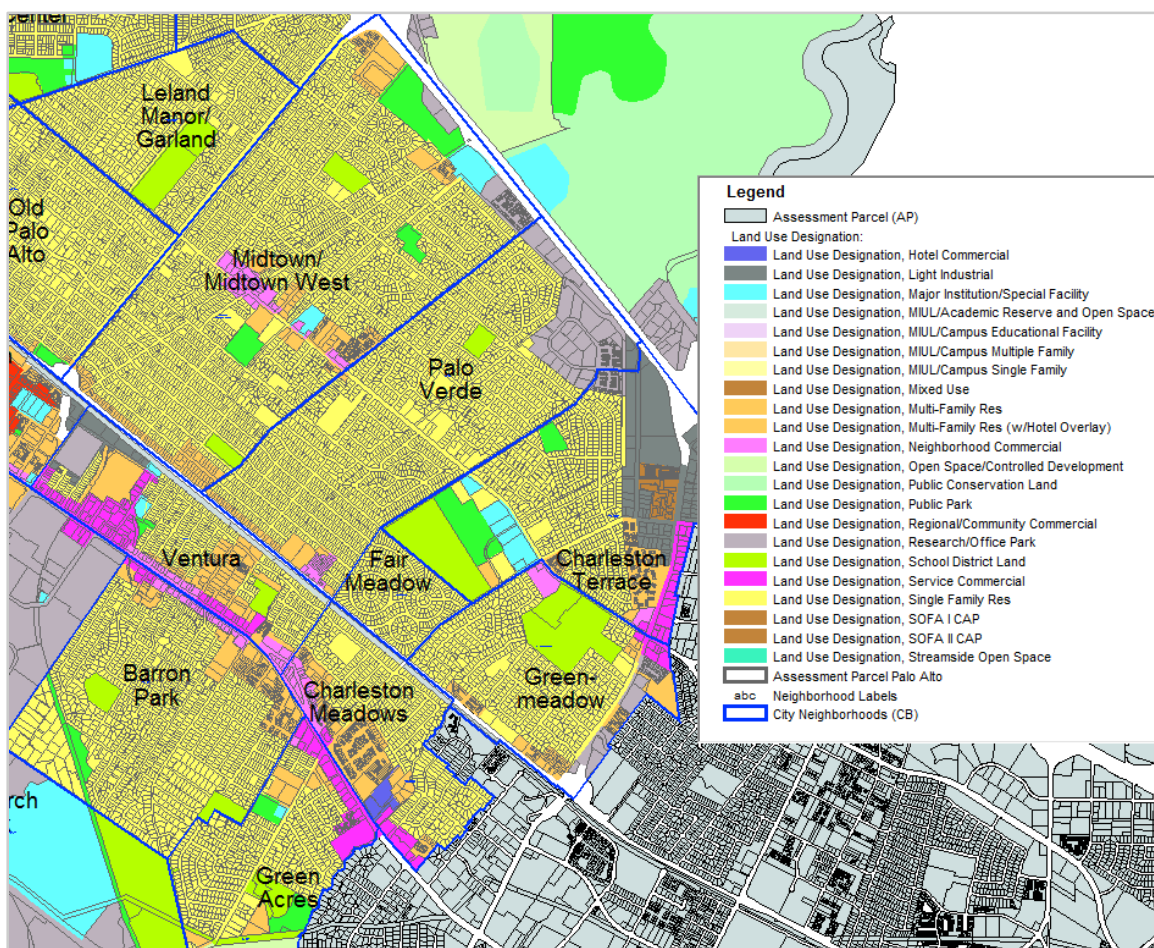 Center
Leland
Manor/
Garland
Old
Palo
Alto
Midtown/
Midtown West
Palo
Verde
Ventura
Fair
Meadow
Charleston
Terrace
Barron
Park
Charleston
Meadows
Green-
meadow
rch
Green
Acres
Legend
Assessment Parcel (AP)
Land Use Designation:
Land Use Designation, Hotel Commercial
Land Use Designation, Light Industrial
Land Use Designation, Major Institution/Special Facility
Land Use Designation, MIUL/Academic Reserve and Open Space
Land Use Designation, MIUL/Campus Educational Facility
Land Use Designation, MIUL/Campus Multiple Family
Land Use Designation, MIUL/Campus Single Family
Land Use Designation, Mixed Use
Land Use Designation, Multi-Family Res
Land Use Designation, Multi-Family Res (w/Hotel Overlay)
Land Use Designation, Neighborhood Commercial
Land Use Designation, Open Space/Controlled Development
Land Use Designation, Public Conservation Land
Land Use Designation, Public Park
Land Use Designation, Regional/Community Commercial
Land Use Designation, Research/Office Park
Land Use Designation, School District Land
Land Use Designation, Service Commercial
Land Use Designation, Single Family Res
Land Use Designation, SOFA I CAP
Land Use Designation, SOFA II CAP
Land Use Designation, Streamside Open Space
Assessment Parcel Palo Alto
abc Neighborhood Labels
City Neighborhoods (CB)